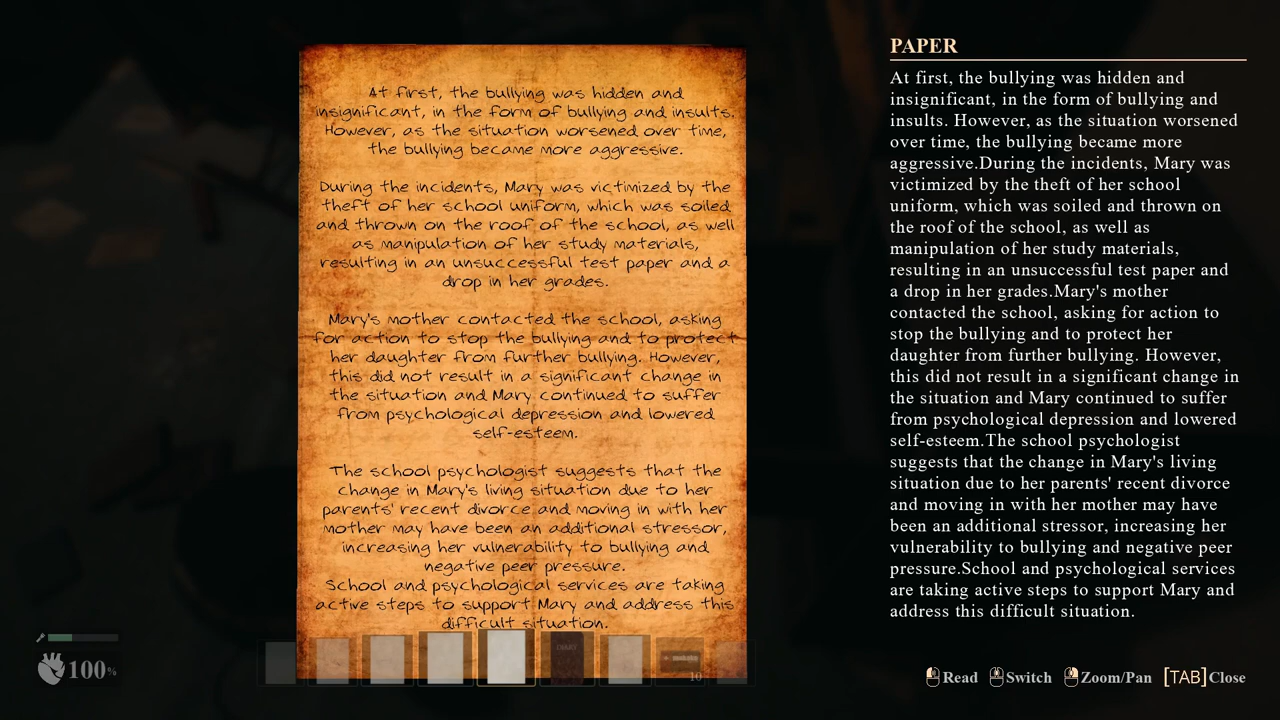 At first, the bullying was hidden and
insignificant, in the form of bullying and insults.
However, as the situation worsened over time,
the bullying became more aggressive.
During the incidents, Mary was victimized by the
theft of her school uniform, which was soiled
and thrown on the roof of the school, as well
as manipulation of her study materials,
resulting in an unsuccessful test paper and a
drop in her grades.
Mary's mother contacted the school, asking
for action to stop the bullying and to protect
her daughter from further bullying. However,
this did not result in a significant change in
the situation and Mary continued to suffer
from psychological depression and lowered
self-esteem.
The school psychologist suggests that the
change in Mary's living situation due to her
parents' recent divorce and moving in with her
mother may have been an additional stressor,
increasing her vulnerability to bullying and
negative peer pressure.
School and psychological services are taking
active steps to support Mary and address this
difficult situation.
PAPER
At first, the bullying was hidden and
insignificant, in the form of bullying and
insults. However, as the situation worsened
over time, the bullying became more
aggressive.During the incidents, Mary was
victimized by the theft of her school
uniform, which was soiled and thrown on
the roof of the school, as well as
manipulation of her study materials,
resulting in an unsuccessful test paper and
a drop in her grades.Mary's mother
contacted the school, asking for action to
stop the bullying and to protect her
daughter from further bullying. However,
this did not result in a significant change in
the situation and Mary continued to suffer
from psychological depression and lowered
self-esteem.The school psychologist
suggests that the change in Mary's living
situation due to her parents' recent divorce
and moving in with her mother may have
been an additional stressor, increasing her
vulnerability to bullying and negative peer
pressure.School and psychological services
are taking active steps to support Mary and
address this difficult situation.
100%
DIARY
10
Read Switch Zoom/Pan [TAB] Close